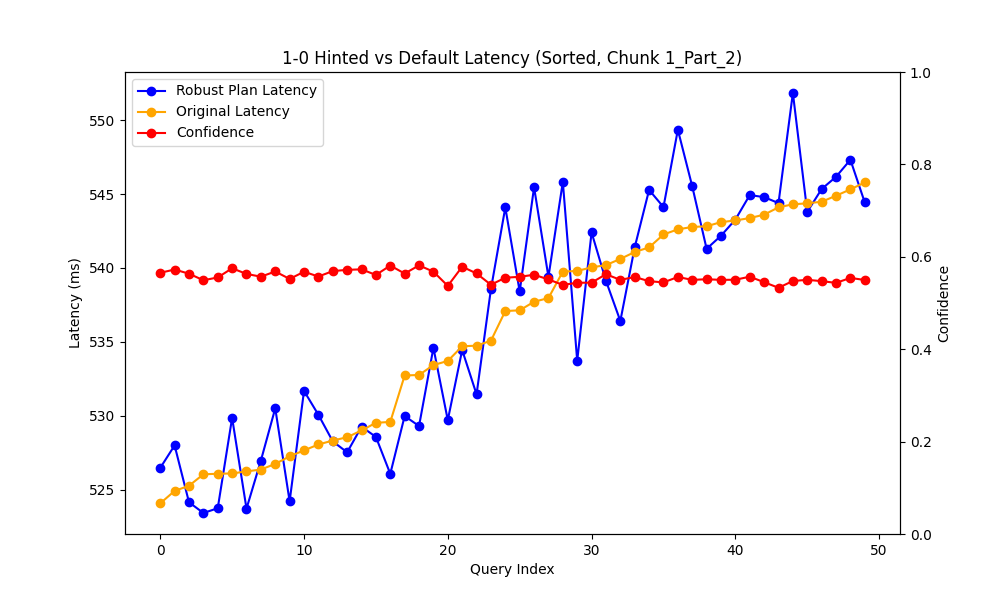 1-0 Hinted vs Default Latency (Sorted, Chunk 1_Part_2)
Robust Plan Latency
Original Latency
Confidence
550
545
540
535
530
525
Latency (ms)
1.0
0.8
0.6
0.4
0.2
0.0
Confidence
0 10 20 30 40 50
Query Index